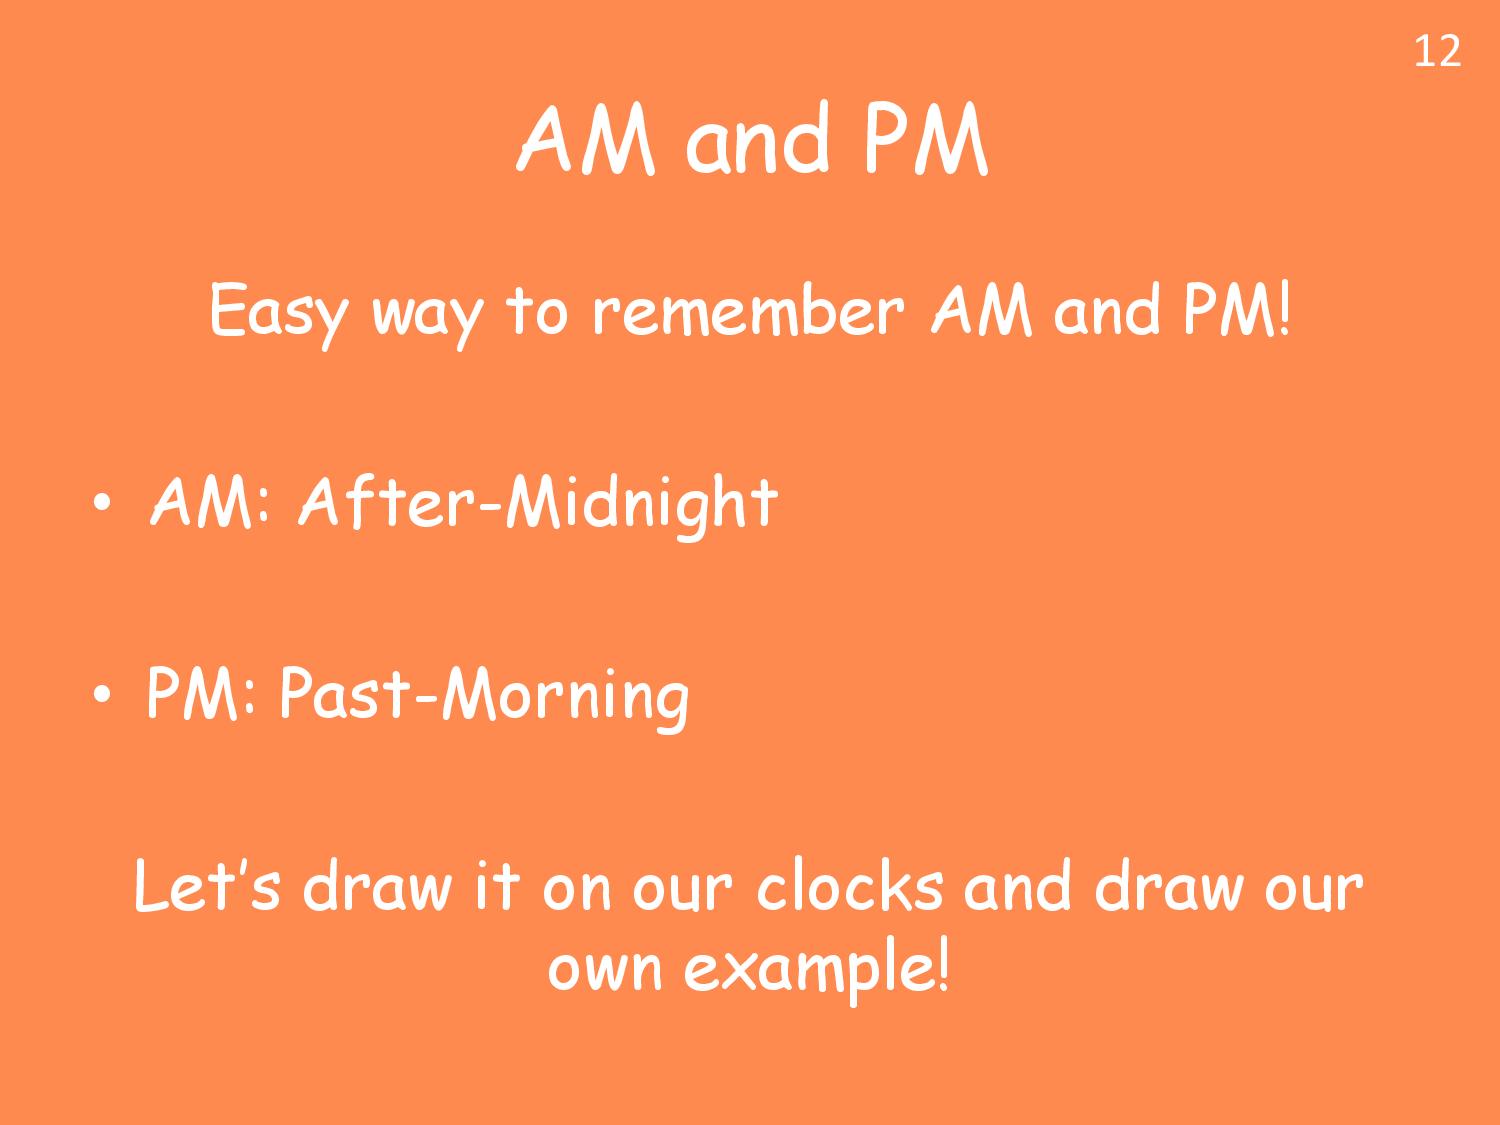 12
AM and PM
Easy way to remember AM and PM!
• AM: After-Midnight
• PM: Past-Morning
Let’s draw it on our clocks and draw our
own example!